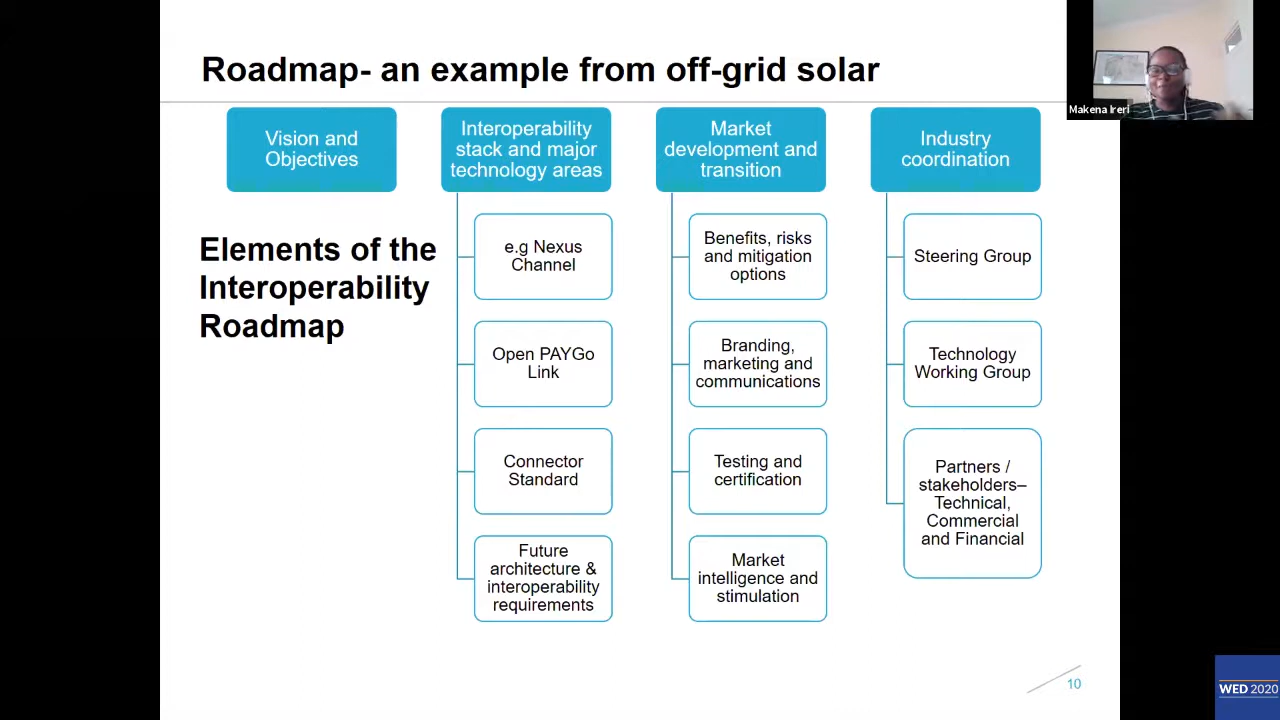 Roadmap- an example from off-grid solar
Makena Ireri
Vision and
Objectives
Elements of the
Interoperability
Roadmap
Interoperability
stack and major
technology areas
e.g Nexus
Channel
Open PAYGo
Link
Connector
Standard
Future
architecture &
interoperability
requirements
Market
development and
transition
Benefits, risks
and mitigation
options
Branding,
marketing and
communications
Testing and
certification
Market
intelligence and
stimulation
Industry
coordination
Steering Group
Technology
Working Group
Partners /
stakeholders–
Technical,
Commercial
and Financial
10
WED 2020